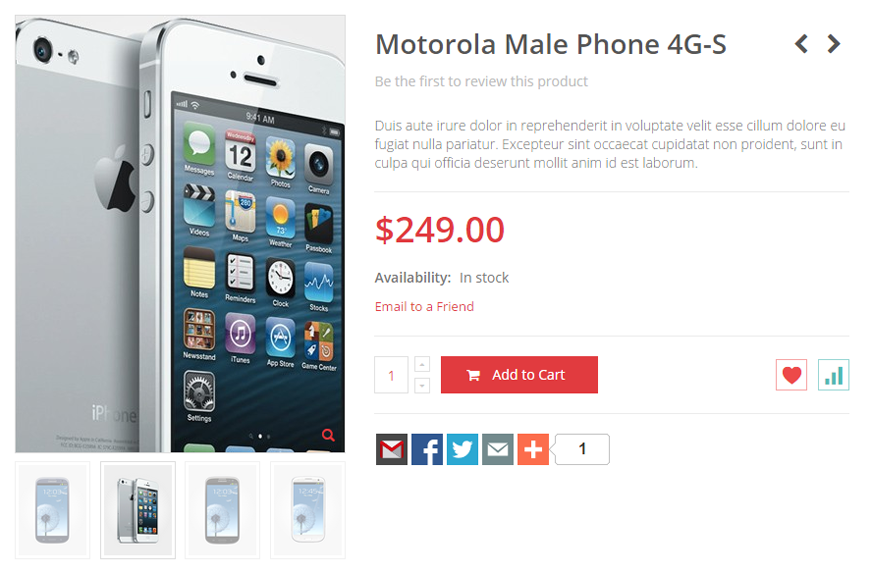 Motorola Male Phone 4G-S
Be the first to review this product
Duis aute irure dolor in reprehenderit in voluptate velit esse cillum dolore eu
fugiat nulla pariatur. Excepteur sint occaecat cupidatat non proident, sunt in
culpa qui officia deserunt mollit anim id est laborum.
$249.00
Availability: In stock
Email to a Friend
1
Add to Cart
1
9:41 AM
Wednesday
12
Messages
Calendar
Photos
Camera
280
73°
Videos
Maps
Weather
Passbook
Notes
Reminders
Clock
Stocks
Newsstand
iTunes
App Store
Game Center
Settings
iPhone